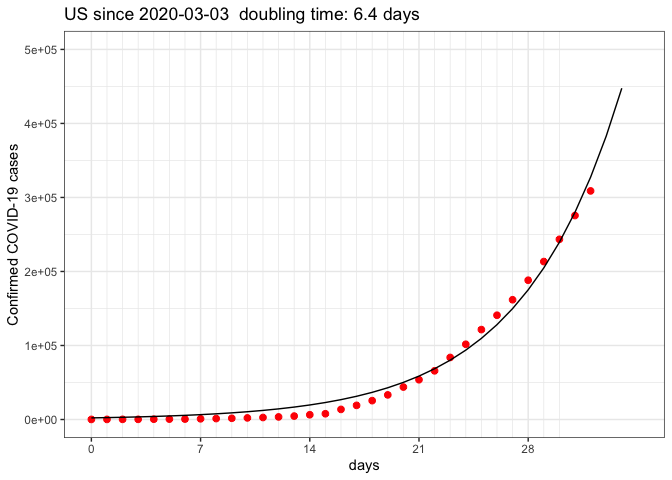 US since 2020-03-03  doubling time: 6.4 days
5e+05
4e+05
3e+05
2e+05
1e+05
0e+00
Confirmed COVID-19 cases
0 7 14 21 28
days